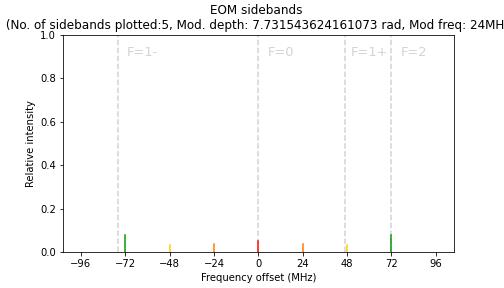 EOM sidebands
(No. of sidebands plotted:5, Mod. depth: 7.731543624161073 rad, Mod freq: 24MH
1.0
0.8
0.6
0.4
0.2
0.0
Relative intensity
F=1- F=0 F=1+ F=2
−96 −72 −48 −24 0 24 48 72 96
Frequency offset (MHz)